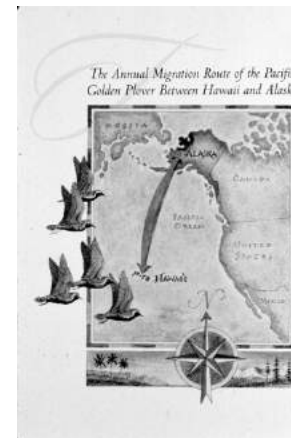 The Annual Migration Route of the Pacifi
Golden Plover Between Hawaii and Alask
RUSSIA
ALASKA
CANADA
PACIFIC
OCEAN
UNITED
STATES
HAWAII
MEXICO
N